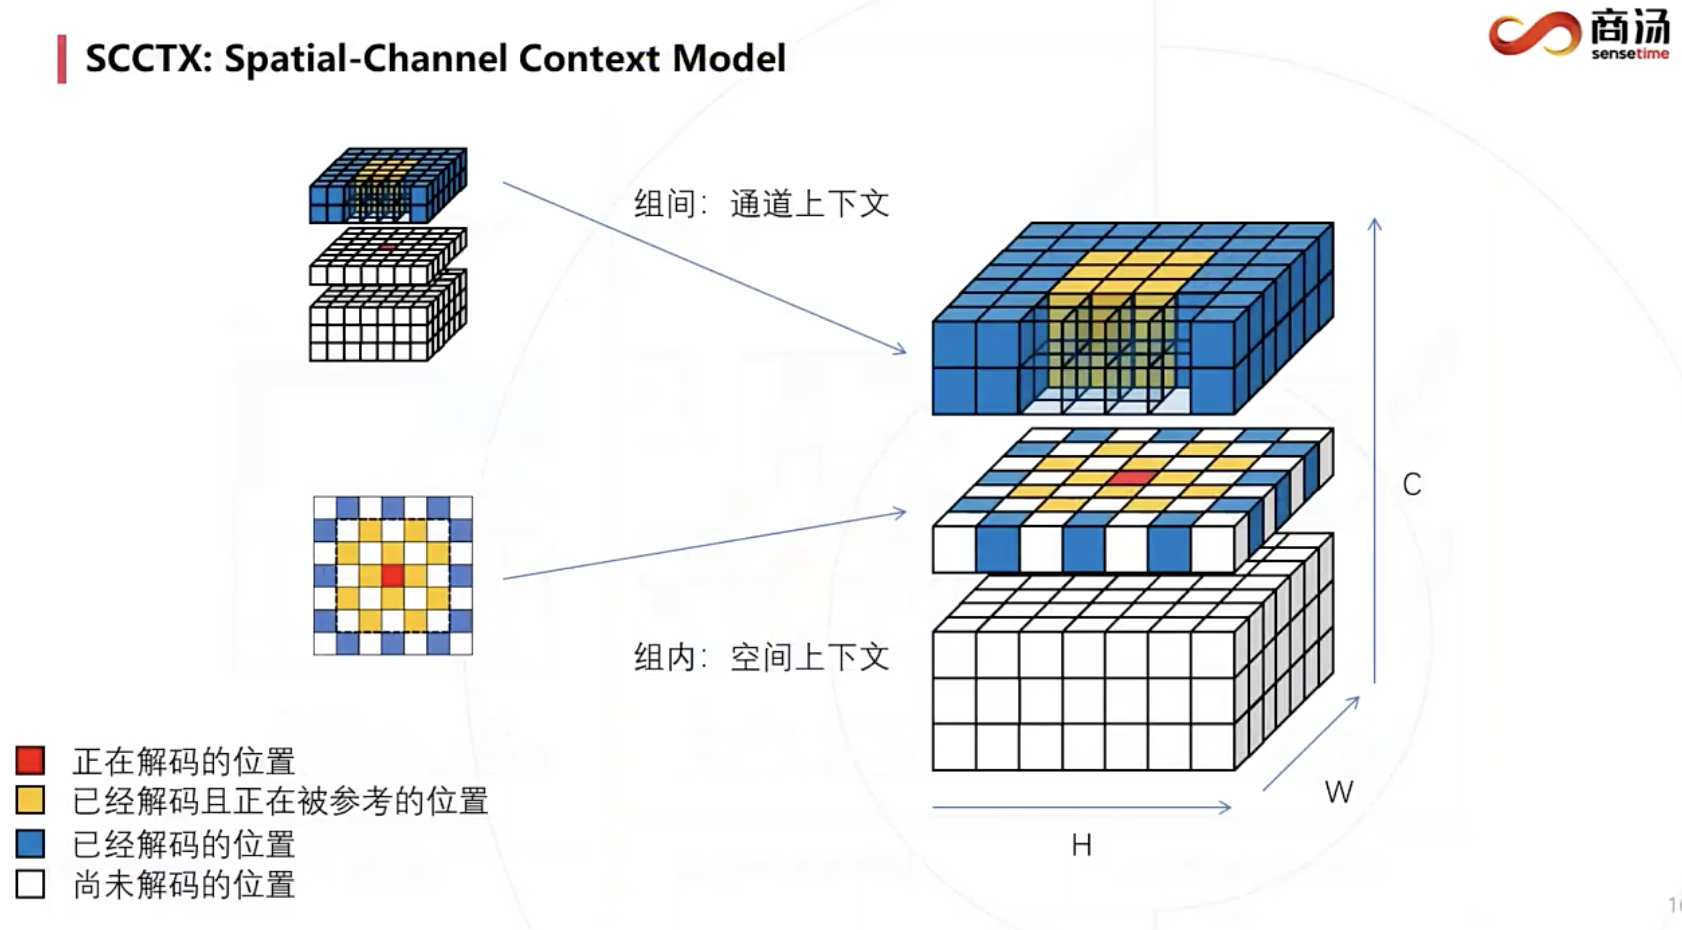 SCCTX: Spatial-Channel Context Model
商汤
sensetime
组间：通道上下文
C
组内：空间上下文
正在解码的位置
已经解码且正在被参考的位置
已经解码的位置
尚未解码的位置
W
H